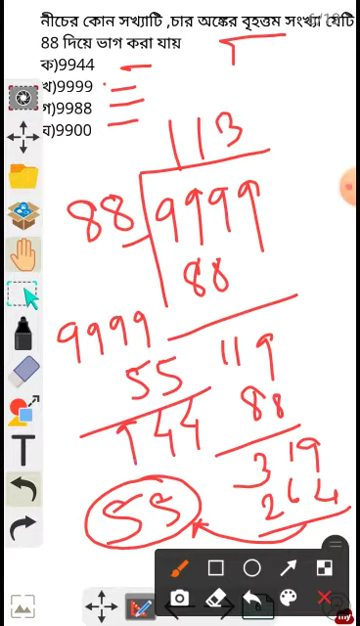 নীচের কোন সখ্যাটি ,চার অঙ্কের বৃহত্তম সংখ্যা যেটি
88 দিয়ে ভাগ করা যায়
ক)9944
খ)9999
গ)9988
ঘ)9900
113
88 9999
88
119
88
319
264
9999
55
9944
55
T